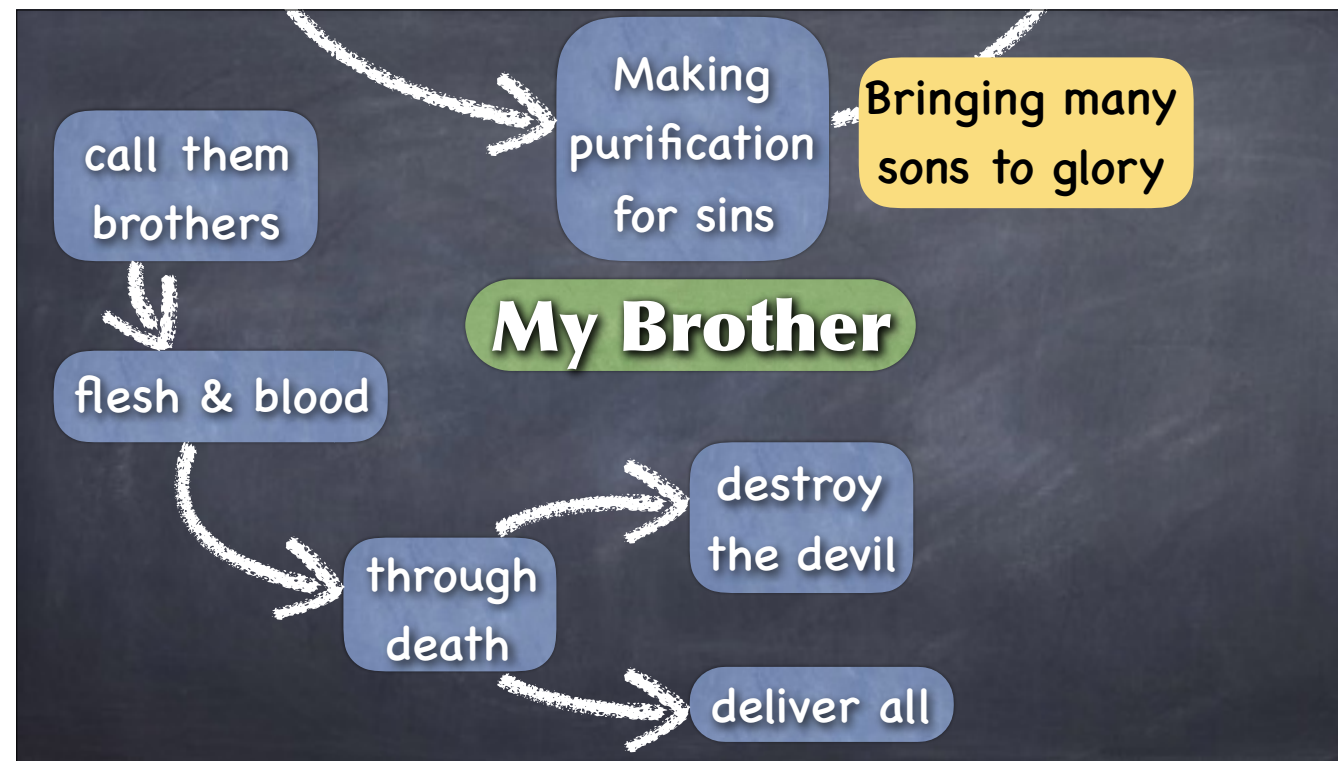 Making
purification
for sins
Bringing many
sons to glory
call them
brothers
My Brother
flesh & blood
destroy
the devil
through
death
deliver all